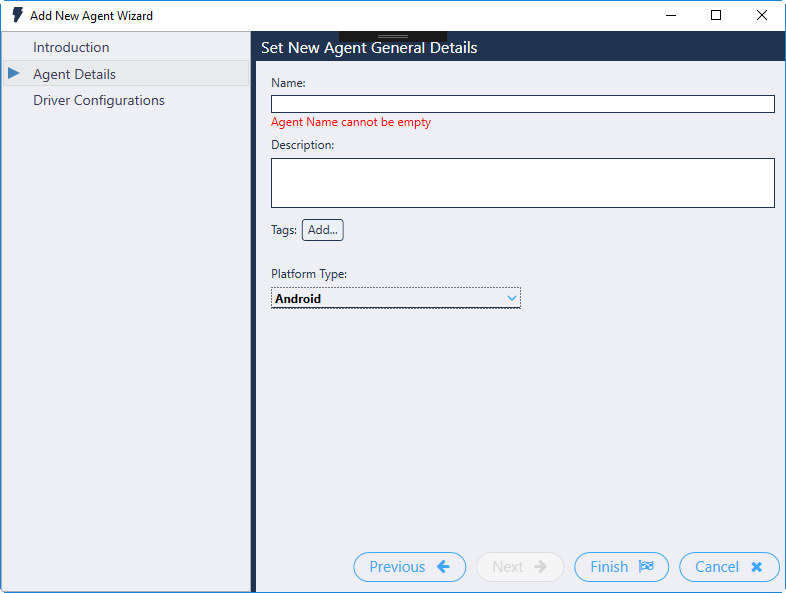 Add New Agent Wizard
Introduction
Agent Details
Driver Configurations
Set New Agent General Details
Name:
Agent Name cannot be empty
Description:
Tags: Add...
Platform Type:
Android
Previous Next Finish Cancel